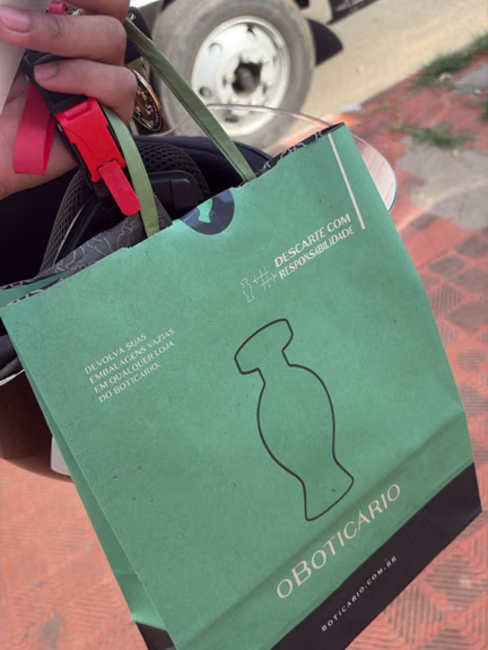 DESCARTE COM
RESPONSABILIDADE
DEVOLVA SUAS
EMBALAGENS VAZIAS
EM QUALQUER LOJA
DO BOTICÁRIO.
oBOTICÁRIO
BOTICARIO.COM.BR